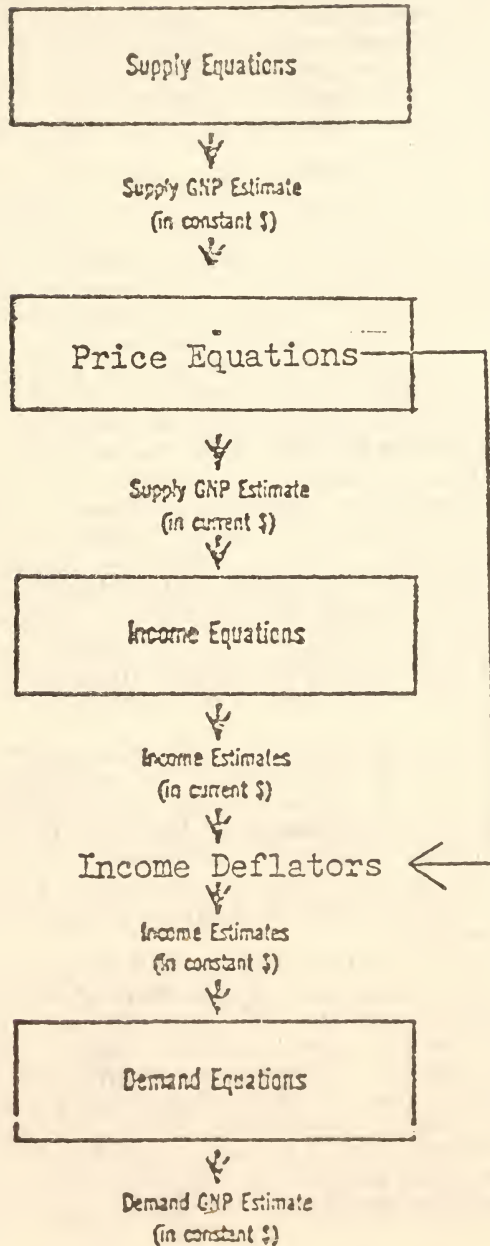 Supply Equations
Supply GNP Estimate
(in constant $)
Price Equations
Supply GNP Estimate
(in current $)
Income Equations
Income Estimates
(in current $)
Income Deflators
Income Estimates
(in constant $)
Demand Equations
Demand GNP Estimate
(in constant $)